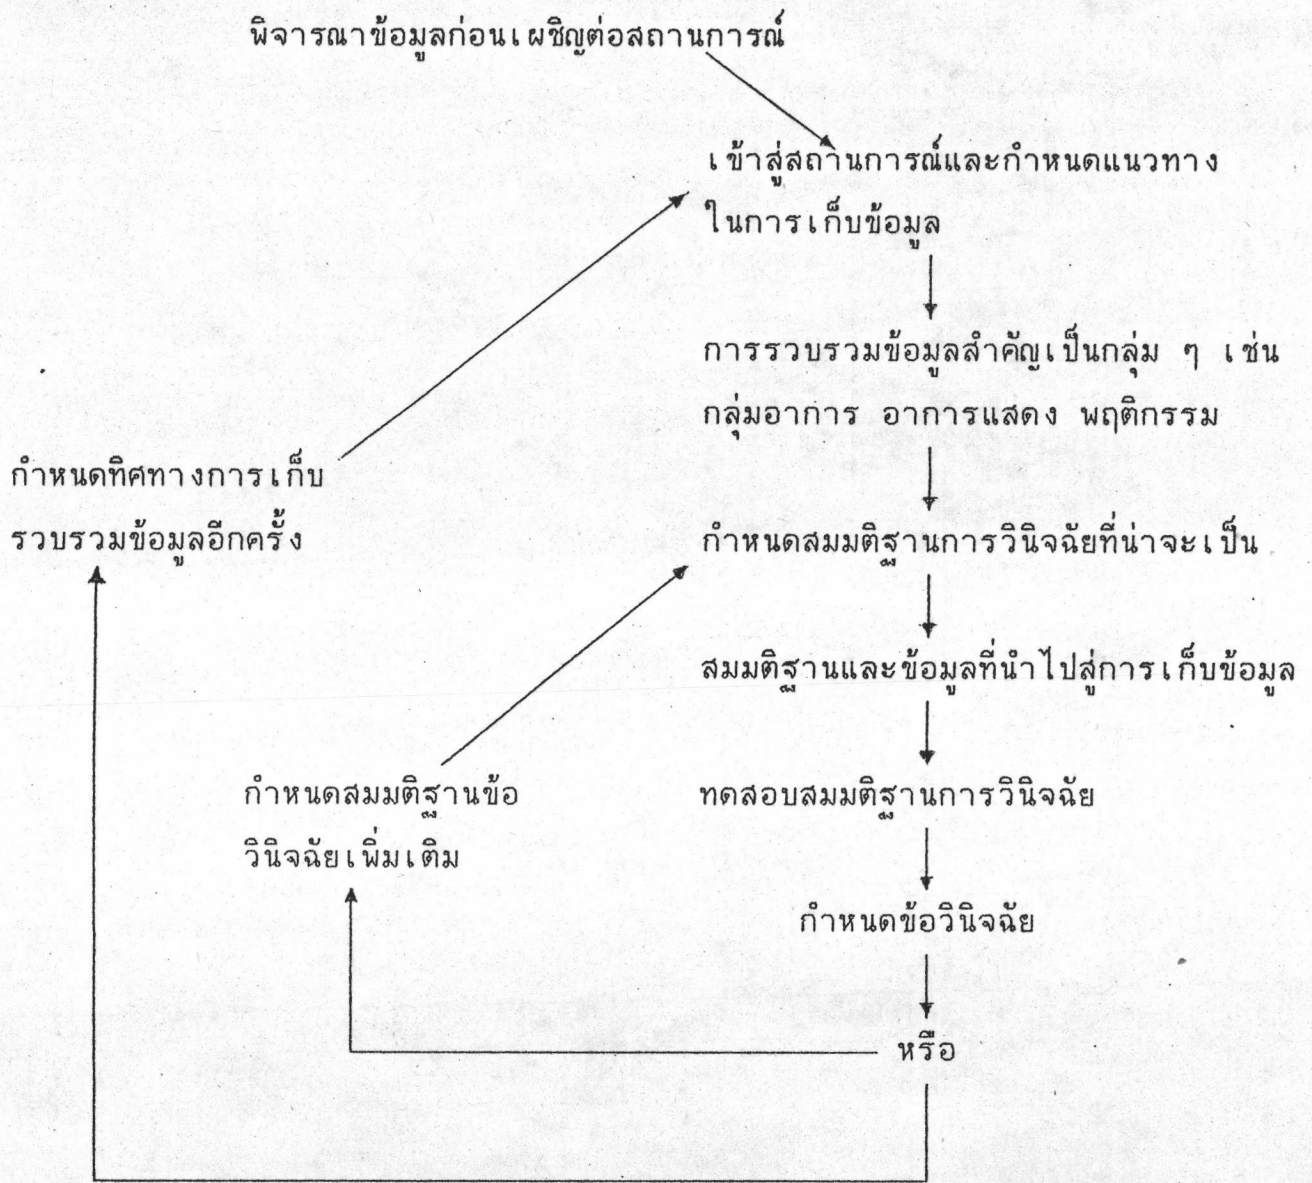 พิจารณาข้อมูลก่อนเผชิญต่อสถานการณ์
เข้าสู่สถานการณ์และกำหนดแนวทาง
ในการเก็บข้อมูล
การรวบรวมข้อมูลสำคัญเป็นกลุ่ม ๆ เช่น
กลุ่มอาการ อาการแสดง พฤติกรรม
กำหนดทิศทางการเก็บ
รวบรวมข้อมูลอีกครั้ง
กำหนดสมมติฐานการวินิจฉัยที่น่าจะเป็น
สมมติฐานและข้อมูลที่นำไปสู่การเก็บข้อมูล
กำหนดสมมติฐานข้อ
วินิจฉัยเพิ่มเติม
ทดสอบสมมติฐานการวินิจฉัย
กำหนดข้อวินิจฉัย
หรือ